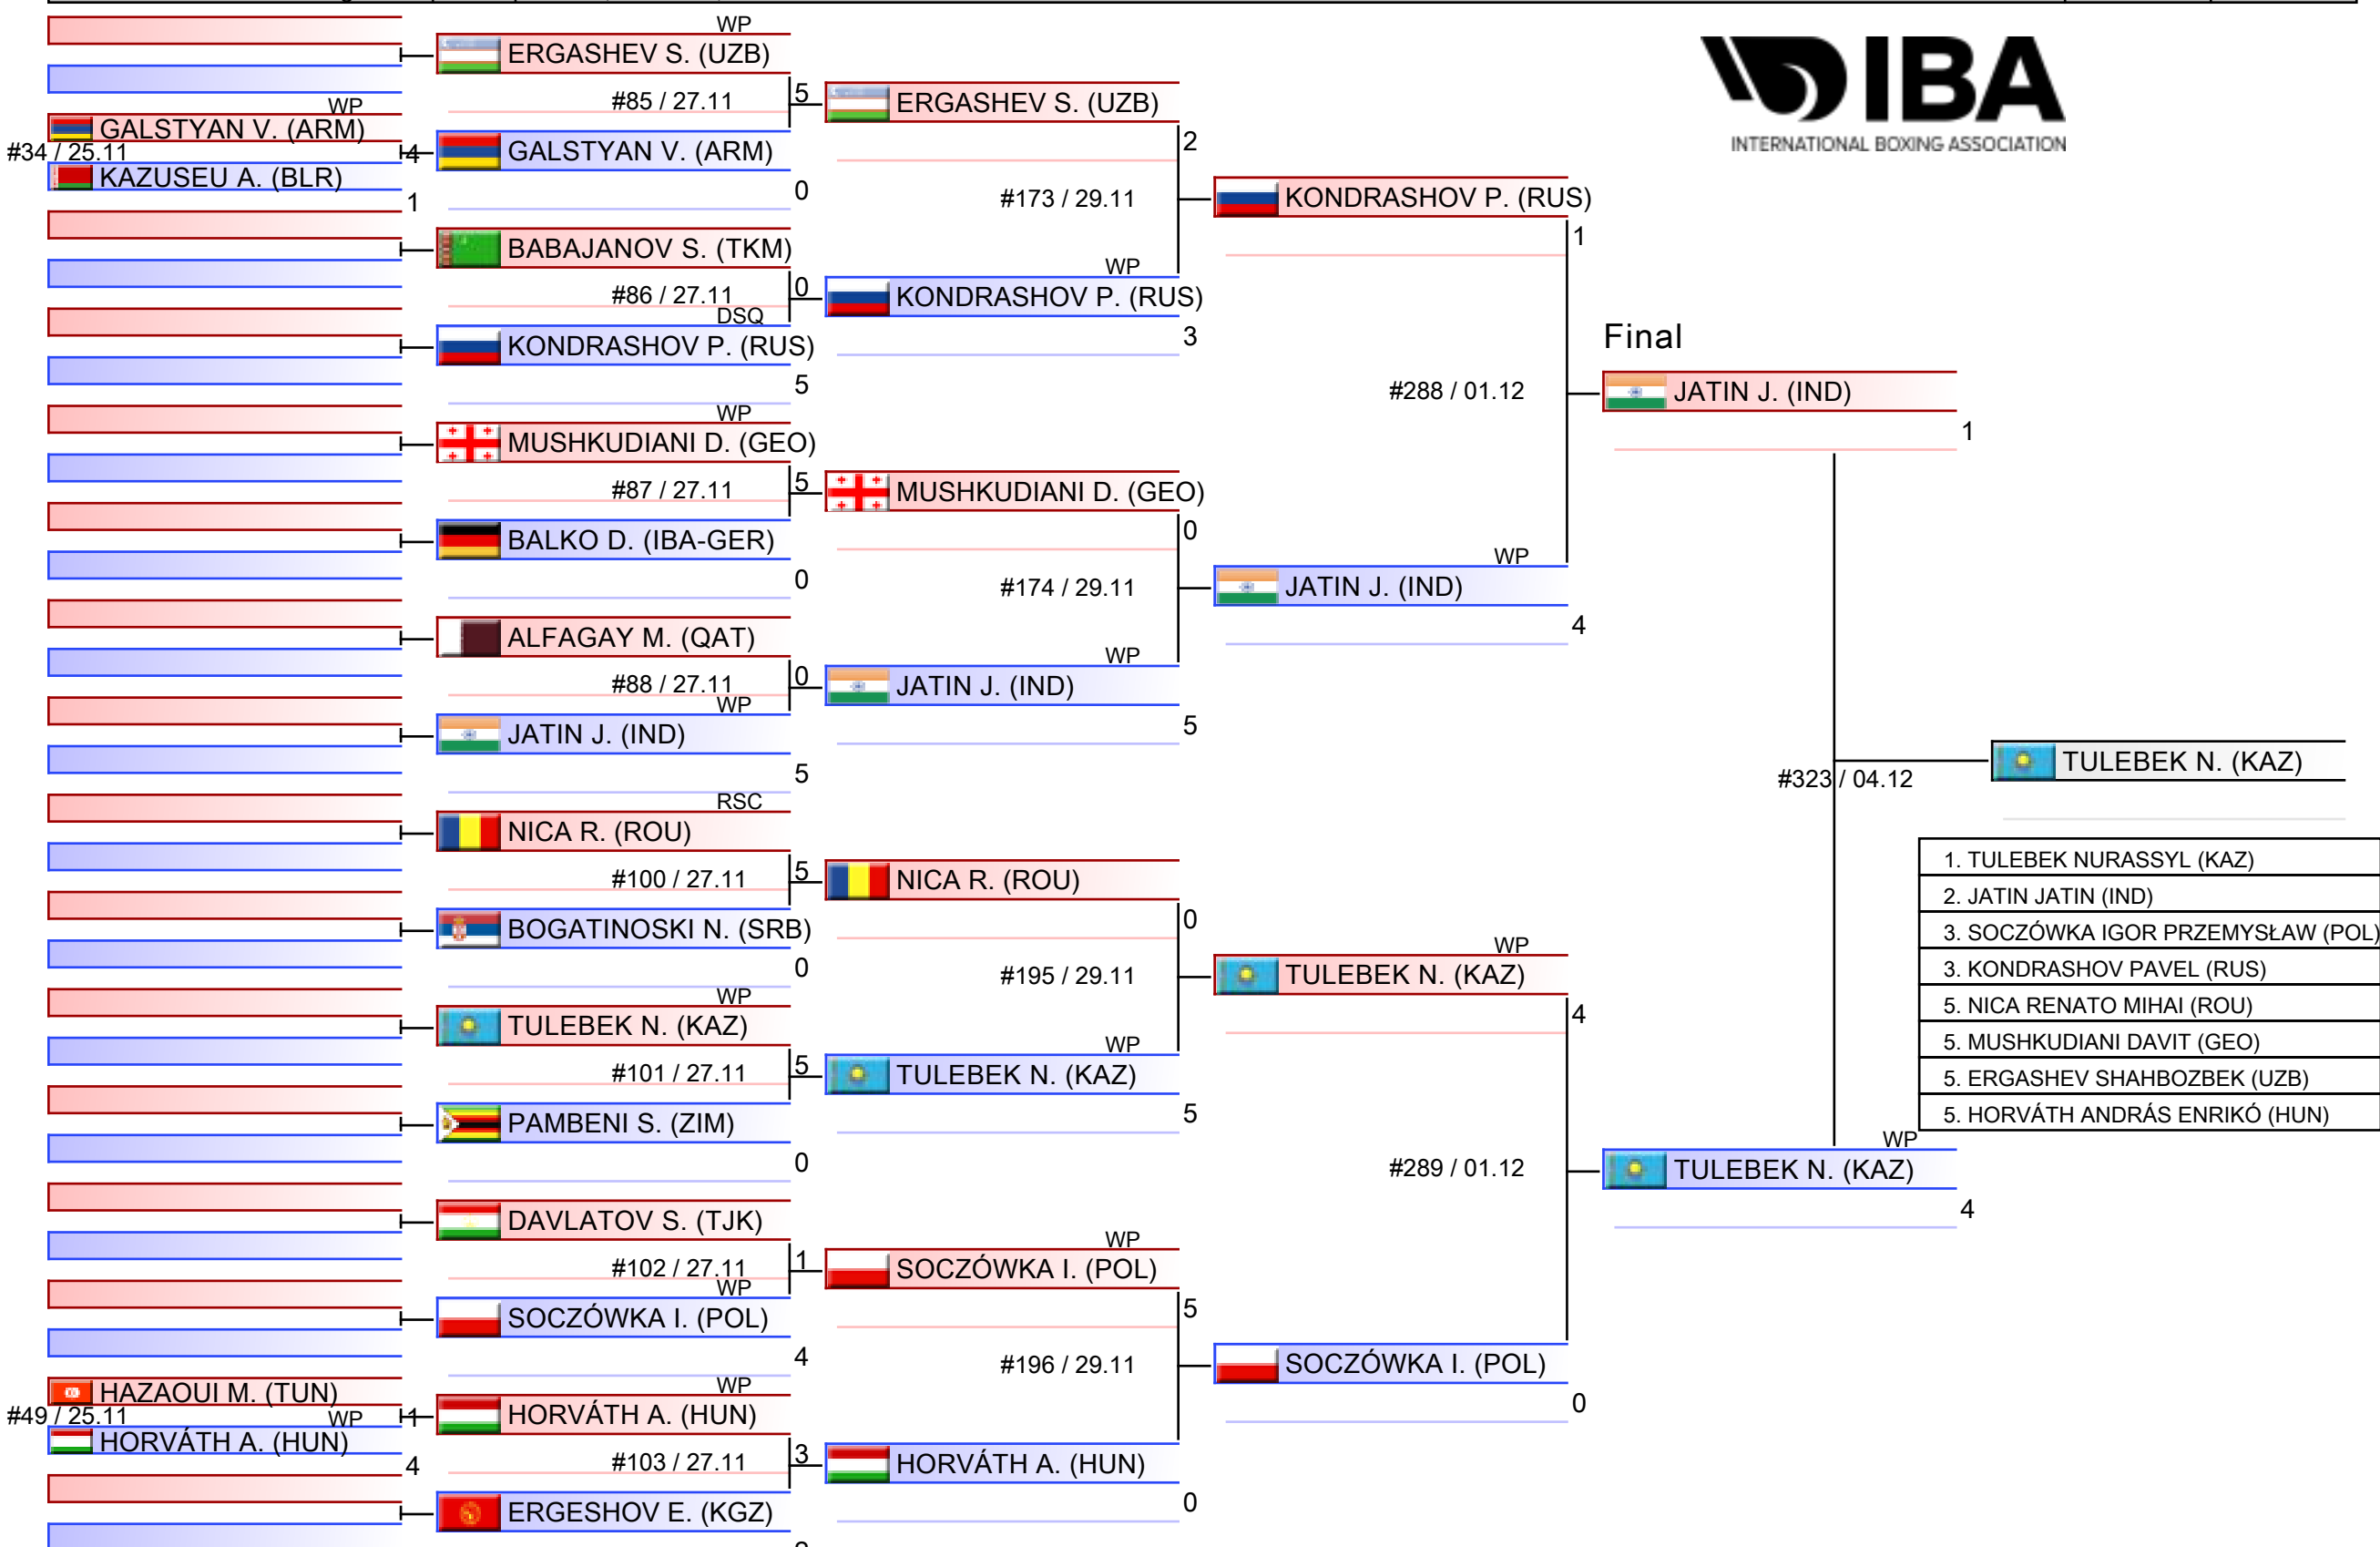 IBA
INTERNATIONAL BOXING ASSOCIATION
WP
GALSTYAN V. (ARM)
#34 / 25.11
4
KAZUSEU A. (BLR)
1
HAZAOUI M. (TUN)
#49 / 25.11
WP
1
HORVÁTH A. (HUN)
4
WP
ERGASHEV S. (UZB)
#85 / 27.11
5
GALSTYAN V. (ARM)
0
BABAJANOV S. (TKM)
#86 / 27.11
0
DSQ
KONDRASHOV P. (RUS)
5
WP
MUSHKUDIANI D. (GEO)
#87 / 27.11
5
BALKO D. (IBA-GER)
0
ALFAGAY M. (QAT)
#88 / 27.11
0
WP
JATIN J. (IND)
5
RSC
NICA R. (ROU)
#100 / 27.11
5
BOGATINOSKI N. (SRB)
0
WP
TULEBEK N. (KAZ)
#101 / 27.11
5
PAMBENI S. (ZIM)
0
DAVLATOV S. (TJK)
#102 / 27.11
1
WP
SOCZÓWKA I. (POL)
4
WP
HORVÁTH A. (HUN)
#103 / 27.11
3
ERGESHOV E. (KGZ)
ERGASHEV S. (UZB)
2
#173 / 29.11
WP
KONDRASHOV P. (RUS)
3
MUSHKUDIANI D. (GEO)
0
#174 / 29.11
WP
JATIN J. (IND)
5
NICA R. (ROU)
0
#195 / 29.11
WP
TULEBEK N. (KAZ)
5
WP
SOCZÓWKA I. (POL)
5
#196 / 29.11
HORVÁTH A. (HUN)
0
KONDRASHOV P. (RUS)
1
#288 / 01.12
WP
JATIN J. (IND)
4
WP
TULEBEK N. (KAZ)
4
#289 / 01.12
SOCZÓWKA I. (POL)
0
Final
JATIN J. (IND)
1
#323 / 04.12
WP
TULEBEK N. (KAZ)
4
TULEBEK N. (KAZ)
1. TULEBEK NURASSYL (KAZ)
2. JATIN JATIN (IND)
3. SOCZÓWKA IGOR PRZEMYSŁAW (POL)
3. KONDRASHOV PAVEL (RUS)
5. NICA RENATO MIHAI (ROU)
5. MUSHKUDIANI DAVIT (GEO)
5. ERGASHEV SHAHBOZBEK (UZB)
5. HORVÁTH ANDRÁS ENRIKÓ (HUN)